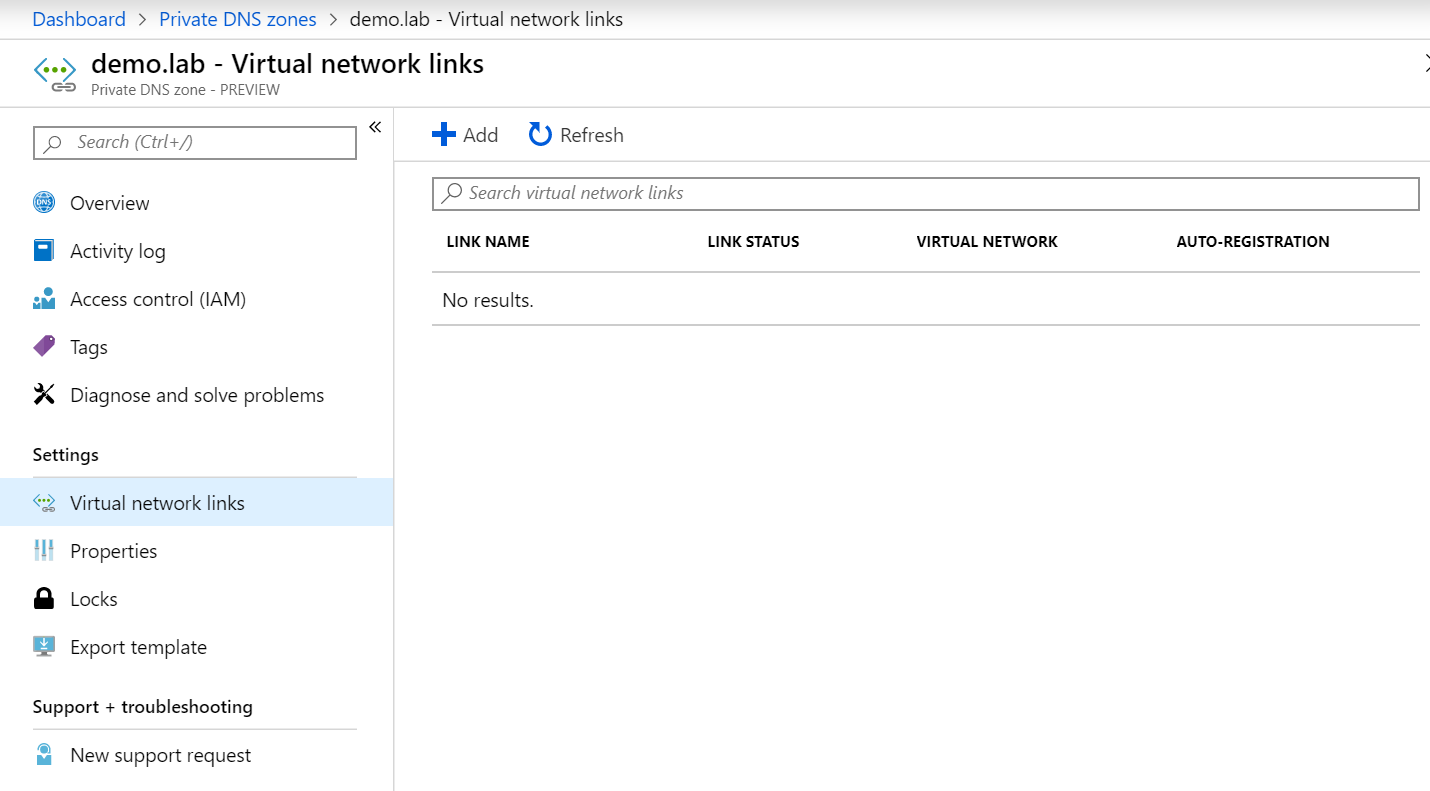 Dashboard > Private DNS zones > demo.lab - Virtual network links
demo.lab - Virtual network links
Private DNS zone - PREVIEW
Search (Ctrl+/)
Overview
Activity log
Access control (IAM)
Tags
Diagnose and solve problems
Settings
Virtual network links
Properties
Locks
Export template
Support + troubleshooting
New support request
Add Refresh
Search virtual network links
LINK NAME LINK STATUS VIRTUAL NETWORK AUTO-REGISTRATION
No results.